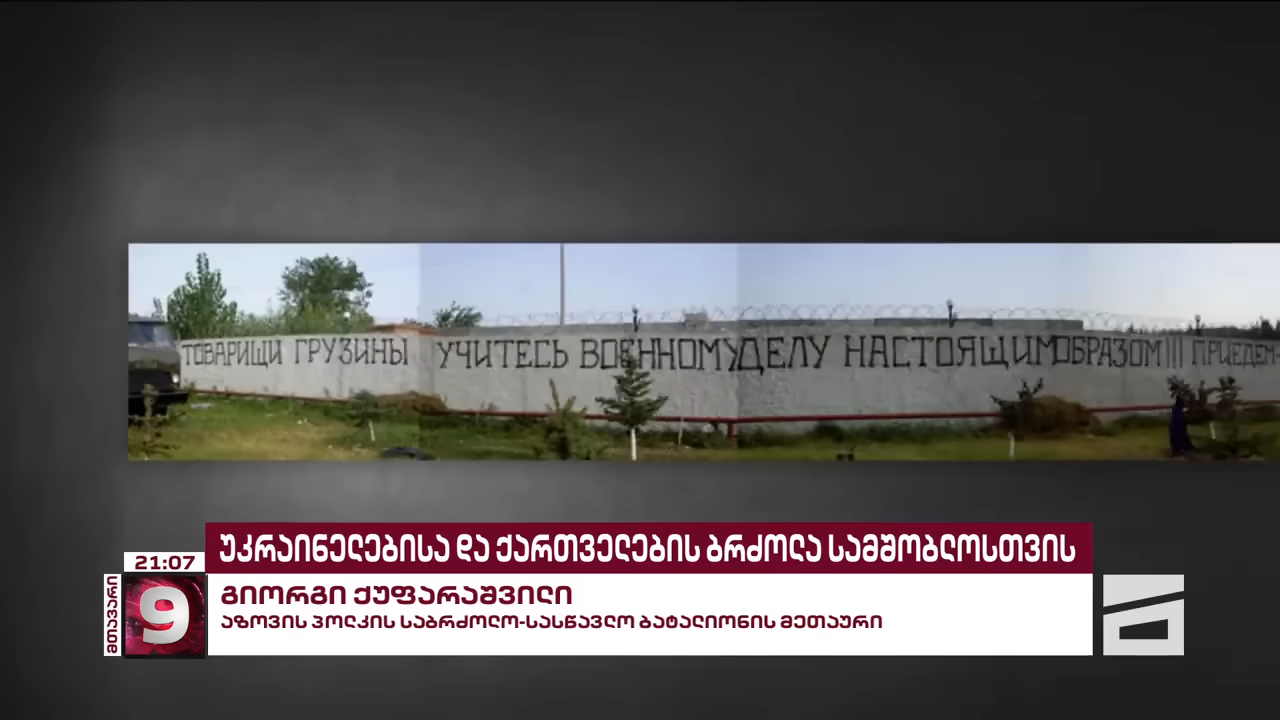 ТОВАРИЩИ ГРУЗИНЫ УЧИТЕСЬ ВОЕННОМУ ДЕЛУ НАСТОЯЩИМ ОБРАЗОМ!!! ПРИЕДЕМ
უკრაინელებისა და ქართველების ბრძოლა სამშობლოსთვის
21:07
გიორგი ქუფარაშვილი
აზოვის პოლკის საბრძოლო-სასწავლო ბატალიონის მეთაური
მთავარი
9